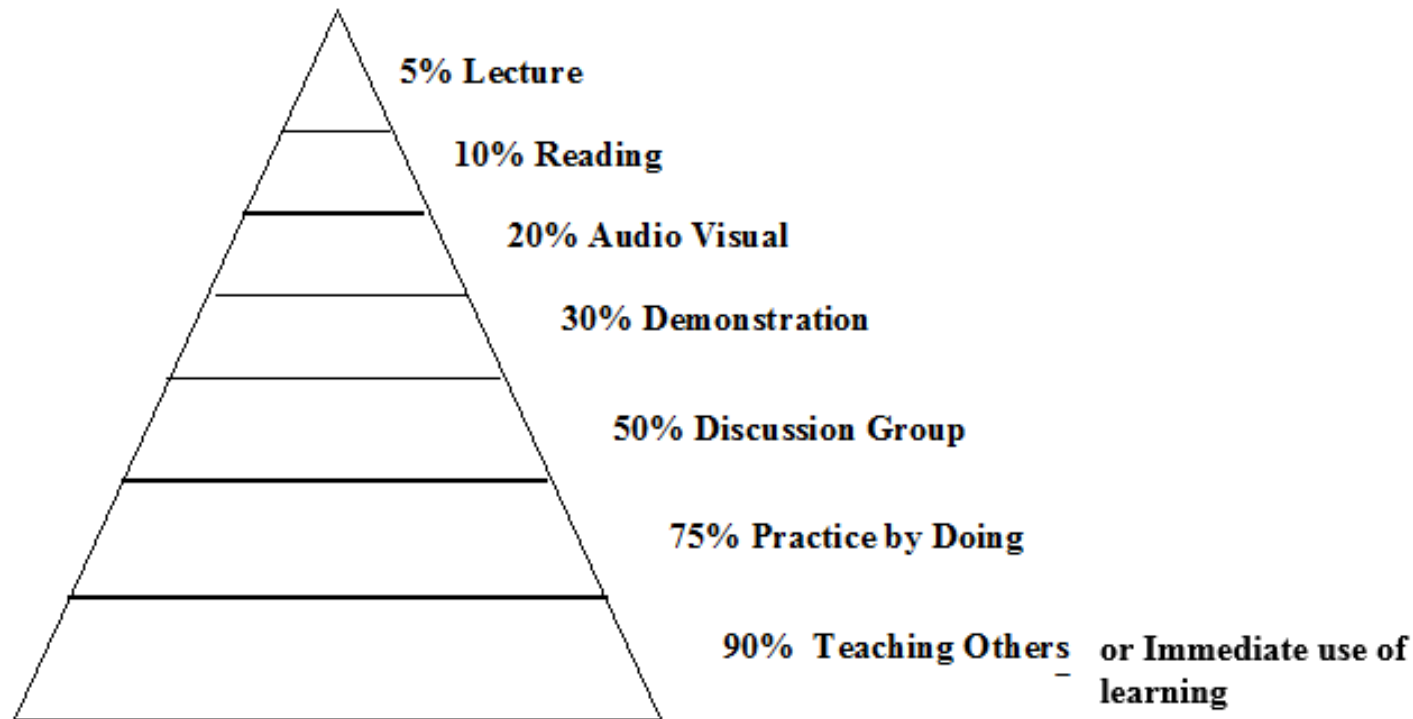 5% Lecture
10% Reading
20% Audio Visual
30% Demonstration
50% Discussion Group
75% Practice by Doing
90% Teaching Others or Immediate use of
learning